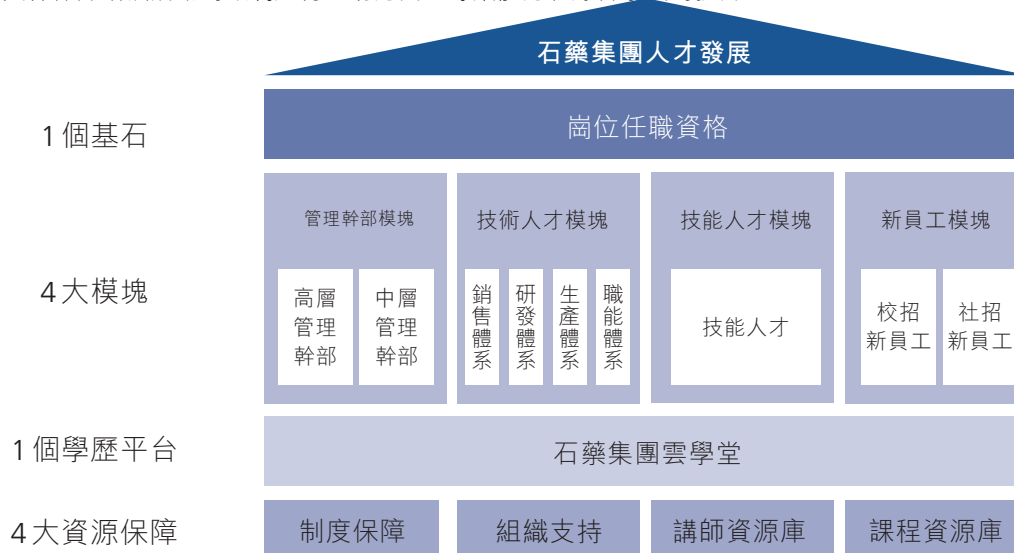 石藥集團人才發展
1個基石
崗位任職資格
4大模塊
管理幹部模塊
高層
管理
幹部
中層
管理
幹部
技術人才模塊
銷售體系
研發體系
生產體系
職能體系
技能人才模塊
技能人才
新員工模塊
校招
新員工
社招
新員工
1個學歷平台
石藥集團雲學堂
4大資源保障
制度保障
組織支持
講師資源庫
課程資源庫